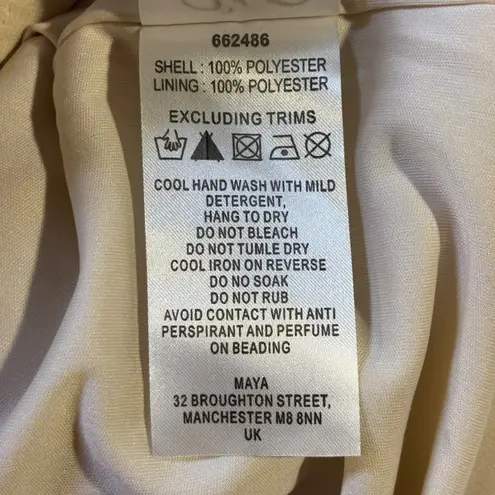 662486
SHELL : 100% POLYESTER
LINING : 100% POLYESTER
EXCLUDING TRIMS
COOL HAND WASH WITH MILD
DETERGENT,
HANG TO DRY
DO NOT BLEACH
DO NOT TUMLE DRY
COOL IRON ON REVERSE
DO NO SOAK
DO NOT RUB
AVOID CONTACT WITH ANTI
PERSPIRANT AND PERFUME
ON BEADING
MAYA
32 BROUGHTON STREET,
MANCHESTER M8 8NN
UK